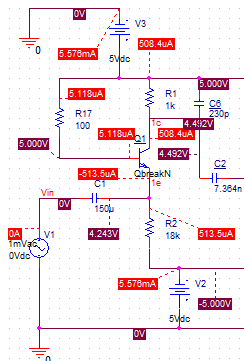 0V
V3
0
5.576mA
508.4uA
5Vdc
5.118uA
R1
1k
5.000V
C6
230p
R17
100
1c
4.492V
5.118uA
Q1
508.4uA
5.000V
4.492V
-513.5uA
QbreakN
C2
1e
7.364n
Vin
C1
0V
150u
0A
V1
4.243V
R2
18k
513.5uA
1mVac
0Vdc
5.576mA
V2
-5.000V
5Vdc
0V
0